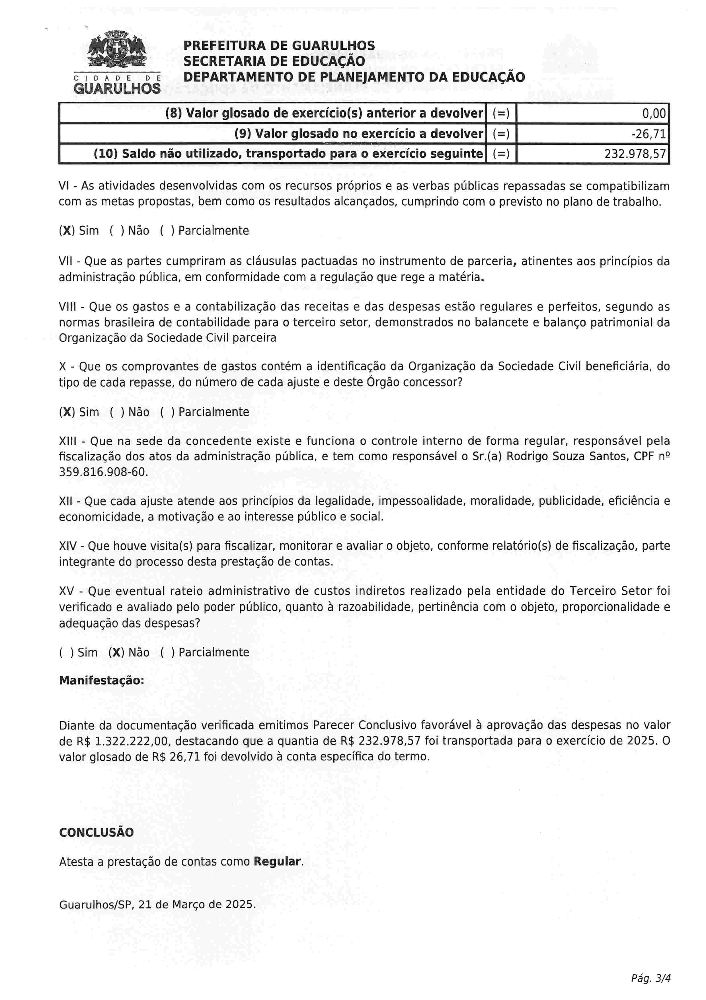 CIDADE DE
GUARULHOS
PREFEITURA DE GUARULHOS
SECRETARIA DE EDUCAÇÃO
DEPARTAMENTO DE PLANEJAMENTO DA EDUCAÇÃO
(8) Valor glosado de exercício(s) anterior a devolver (=) 0,00
(9) Valor glosado no exercício a devolver (=) -26,71
(10) Saldo não utilizado, transportado para o exercício seguinte (=) 232.978,57
VI - As atividades desenvolvidas com os recursos próprios e as verbas públicas repassadas se compatibilizam
com as metas propostas, bem como os resultados alcançados, cumprindo com o previsto no plano de trabalho.
(X) Sim ( ) Não ( ) Parcialmente
VII - Que as partes cumpriram as cláusulas pactuadas no instrumento de parceria, atinentes aos princípios da
administração pública, em conformidade com a regulação que rege a matéria.
VIII - Que os gastos e a contabilização das receitas e das despesas estão regulares e perfeitos, segundo as
normas brasileira de contabilidade para o terceiro setor, demonstrados no balancete e balanço patrimonial da
Organização da Sociedade Civil parceira
X - Que os comprovantes de gastos contém a identificação da Organização da Sociedade Civil beneficiária, do
tipo de cada repasse, do número de cada ajuste e deste Órgão concessor?
(X) Sim ( ) Não ( ) Parcialmente
XIII - Que na sede da concedente existe e funciona o controle interno de forma regular, responsável pela
fiscalização dos atos da administração pública, e tem como responsável o Sr.(a) Rodrigo Souza Santos, CPF nº
359.816.908-60.
XII - Que cada ajuste atende aos princípios da legalidade, impessoalidade, moralidade, publicidade, eficiência e
economicidade, a motivação e ao interesse público e social.
XIV - Que houve visita(s) para fiscalizar, monitorar e avaliar o objeto, conforme relatório(s) de fiscalização, parte
integrante do processo desta prestação de contas.
XV - Que eventual rateio administrativo de custos indiretos realizado pela entidade do Terceiro Setor foi
verificado e avaliado pelo poder público, quanto à razoabilidade, pertinência com o objeto, proporcionalidade e
adequação das despesas?
( ) Sim (X) Não ( ) Parcialmente
Manifestação:
Diante da documentação verificada emitimos Parecer Conclusivo favorável à aprovação das despesas no valor
de R$ 1.322.222,00, destacando que a quantia de R$ 232.978,57 foi transportada para o exercício de 2025. O
valor glosado de R$ 26,71 foi devolvido à conta específica do termo.
CONCLUSÃO
Atesta a prestação de contas como Regular.
Guarulhos/SP, 21 de Março de 2025.
Pág. 3/4